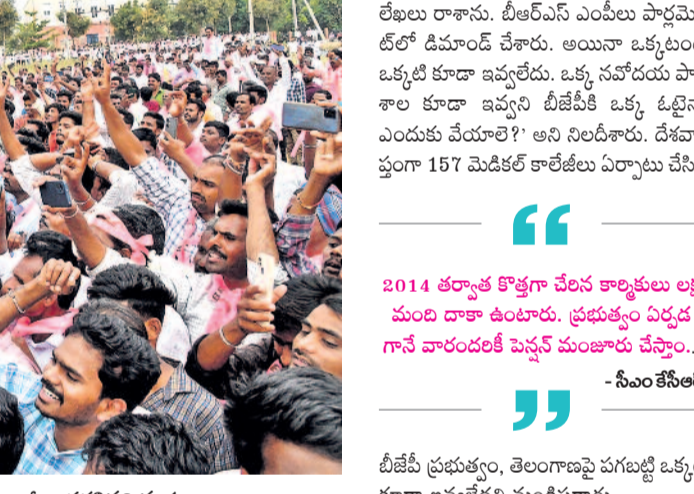 లేఖలు రాశాను. బీఆర్ఎస్ ఎంపీలు పార్లమెం
ట్‌లో డిమాండ్ చేశారు. అయినా ఒక్కటం
ఒక్కటి కూడా ఇవ్వలేదు. ఒక్క నవోదయ పా
శాల కూడా ఇవ్వని బీజేపీకి ఒక్క ఓటైన
ఎందుకు వేయాలె?' అని నిలదీశారు. దేశవా
ప్తంగా 157 మెడికల్ కాలేజీలు ఏర్పాటు చేసి
“
2014 తర్వాత కొత్తగా చేరిన కార్మికులు లక్ష
మంది దాకా ఉంటారు. ప్రభుత్వం ఏర్పడ
గానే వారందరికీ పెన్షన్ మంజూరు చేస్తాం..
- సీఎం కేసీఆర్
”
బీజేపీ ప్రభుత్వం, తెలంగాణపై పగబట్టి ఒక్క